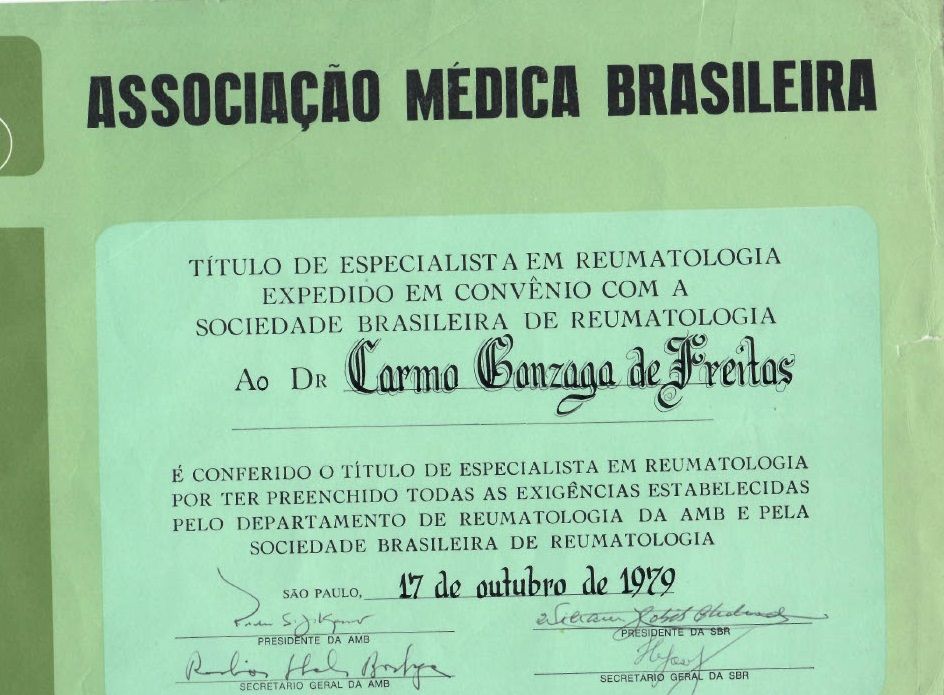 ASSOCIAÇÃO MÉDICA BRASILEIRA
TÍTULO DE ESPECIALISTA EM REUMATOLOGIA
EXPEDIDO EM CONVÊNIO COM A
SOCIEDADE BRASILEIRA DE REUMATOLOGIA
Ao DR Carmo Gonzaga de Freitas
É CONFERIDO O TÍTULO DE ESPECIALISTA EM REUMATOLOGIA
POR TER PREENCHIDO TODAS AS EXIGÊNCIAS ESTABELECIDAS
PELO DEPARTAMENTO DE REUMATOLOGIA DA AMB E PELA
SOCIEDADE BRASILEIRA DE REUMATOLOGIA
SÃO PAULO, 17 de outubro de 1979
PRESIDENTE DA AMB
PRESIDENTE DA SBR
SECRETARIO GERAL DA AMB
SECRETARIO GERAL DA SBR